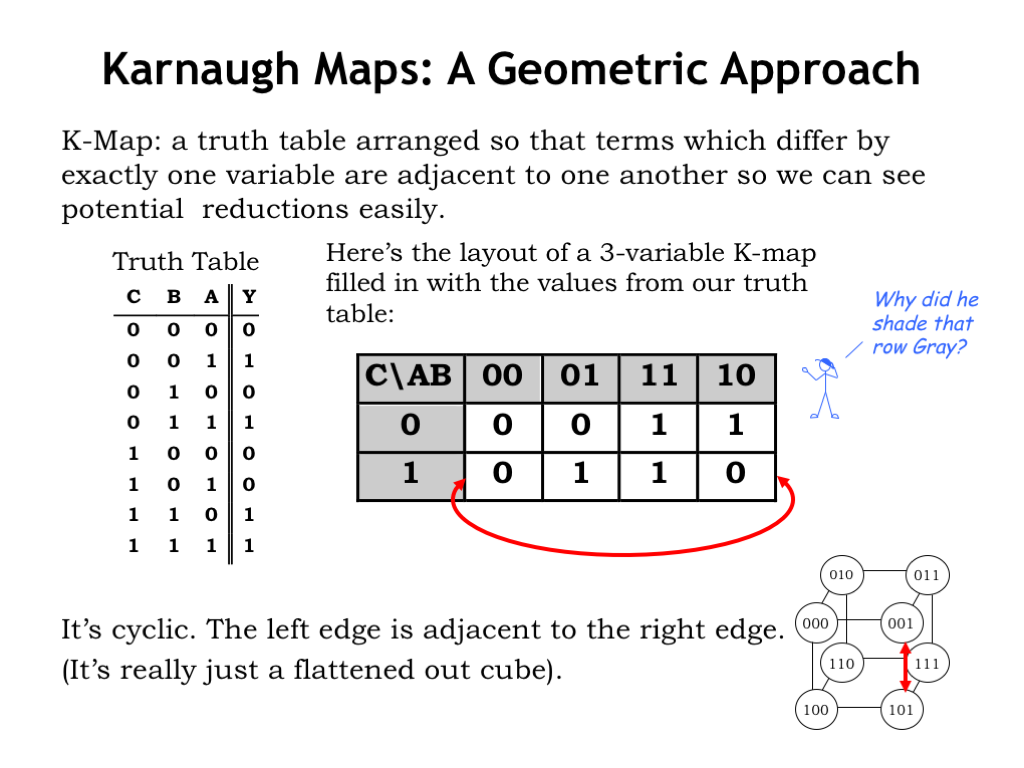 Karnaugh Maps: A Geometric Approach
K-Map: a truth table arranged so that terms which differ by
exactly one variable are adjacent to one another so we can see
potential reductions easily.
Truth Table
C B A Y
0 0 0 0
0 0 1 1
0 1 0 0
0 1 1 1
1 0 0 0
1 0 1 0
1 1 0 1
1 1 1 1
Here's the layout of a 3-variable K-map
filled in with the values from our truth
table:
C\AB 00 01 11 10
0 0 0 1 1
1 0 1 1 0
Why did he
shade that
row Gray?
It's cyclic. The left edge is adjacent to the right edge.
(It's really just a flattened out cube).
010 011
000 001
110 111
100 101